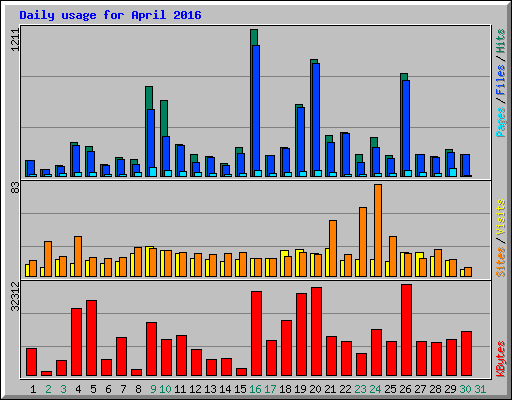 Daily usage for April 2016
1211
Pages / Files / Hits
83
Sites / Visits
32312
KBytes
1 2 3 4 5 6 7 8 9 10 11 12 13 14 15 16 17 18 19 20 21 22 23 24 25 26 27 28 29 30 31